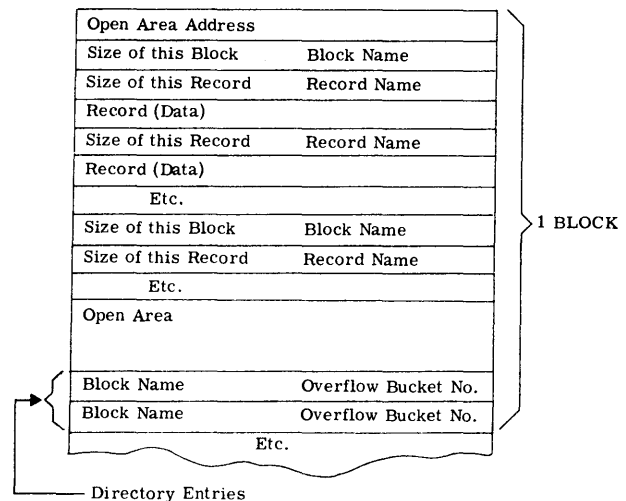 Open Area Address
Size of this Block Block Name
Size of this Record Record Name
Record (Data)
Size of this Record Record Name
Record (Data)
Etc.
Size of this Block Block Name
Size of this Record Record Name
Etc.
Open Area
Block Name Overflow Bucket No.
Block Name Overflow Bucket No.
Etc.
1 BLOCK
Directory Entries